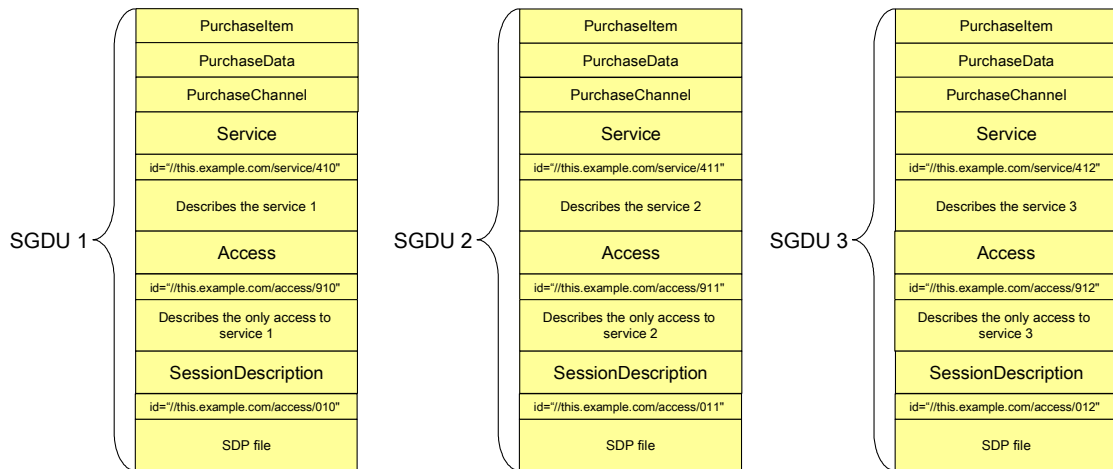 SGDU 1
PurchaseItem
PurchaseData
PurchaseChannel
Service
id="//this.example.com/service/410"
Describes the service 1
Access
id="//this.example.com/access/910"
Describes the only access to
service 1
SessionDescription
id="//this.example.com/access/010"
SDP file
SGDU 2
PurchaseItem
PurchaseData
PurchaseChannel
Service
id="//this.example.com/service/411"
Describes the service 2
Access
id="//this.example.com/access/911"
Describes the only access to
service 2
SessionDescription
id="//this.example.com/access/011"
SDP file
SGDU 3
PurchaseItem
PurchaseData
PurchaseChannel
Service
id="//this.example.com/service/412"
Describes the service 3
Access
id="//this.example.com/access/912"
Describes the only access to
service 3
SessionDescription
id="//this.example.com/access/012"
SDP file